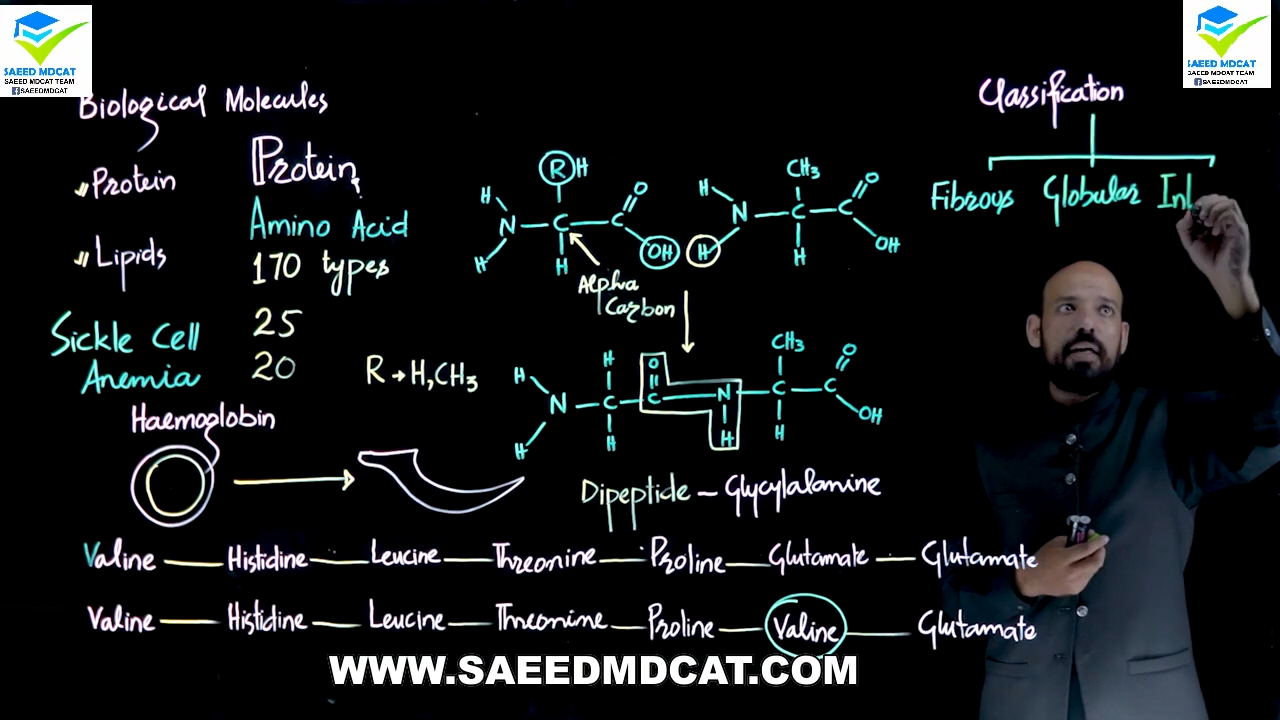 SAEED MDCAT
SAEED MDCAT TEAM
f SAEEDMDCAT
SAEED MDCAT
SAEED MDCAT TEAM
f SAEEDMDCAT
Biological Molecules
Protein
Lipids
Sickle Cell
Anemia
Haemoglobin
Protein
Amino Acid
170 types
25
20
R → H, CH3
R H
H
N C C O
H H OH
Alpha
Carbon
CH3
H
N C C O
H H OH
H H O CH3 O
N C C N C C
H H H H OH
Dipeptide - Glycylalamine
Classification
Fibrous Globular Inl
Valine — Histidine — Leucine — Threonine — Proline — Glutamate — Glutamate
Valine — Histidine — Leucine — Threonine — Proline — Valine — Glutamate
WWW.SAEEDMDCAT.COM